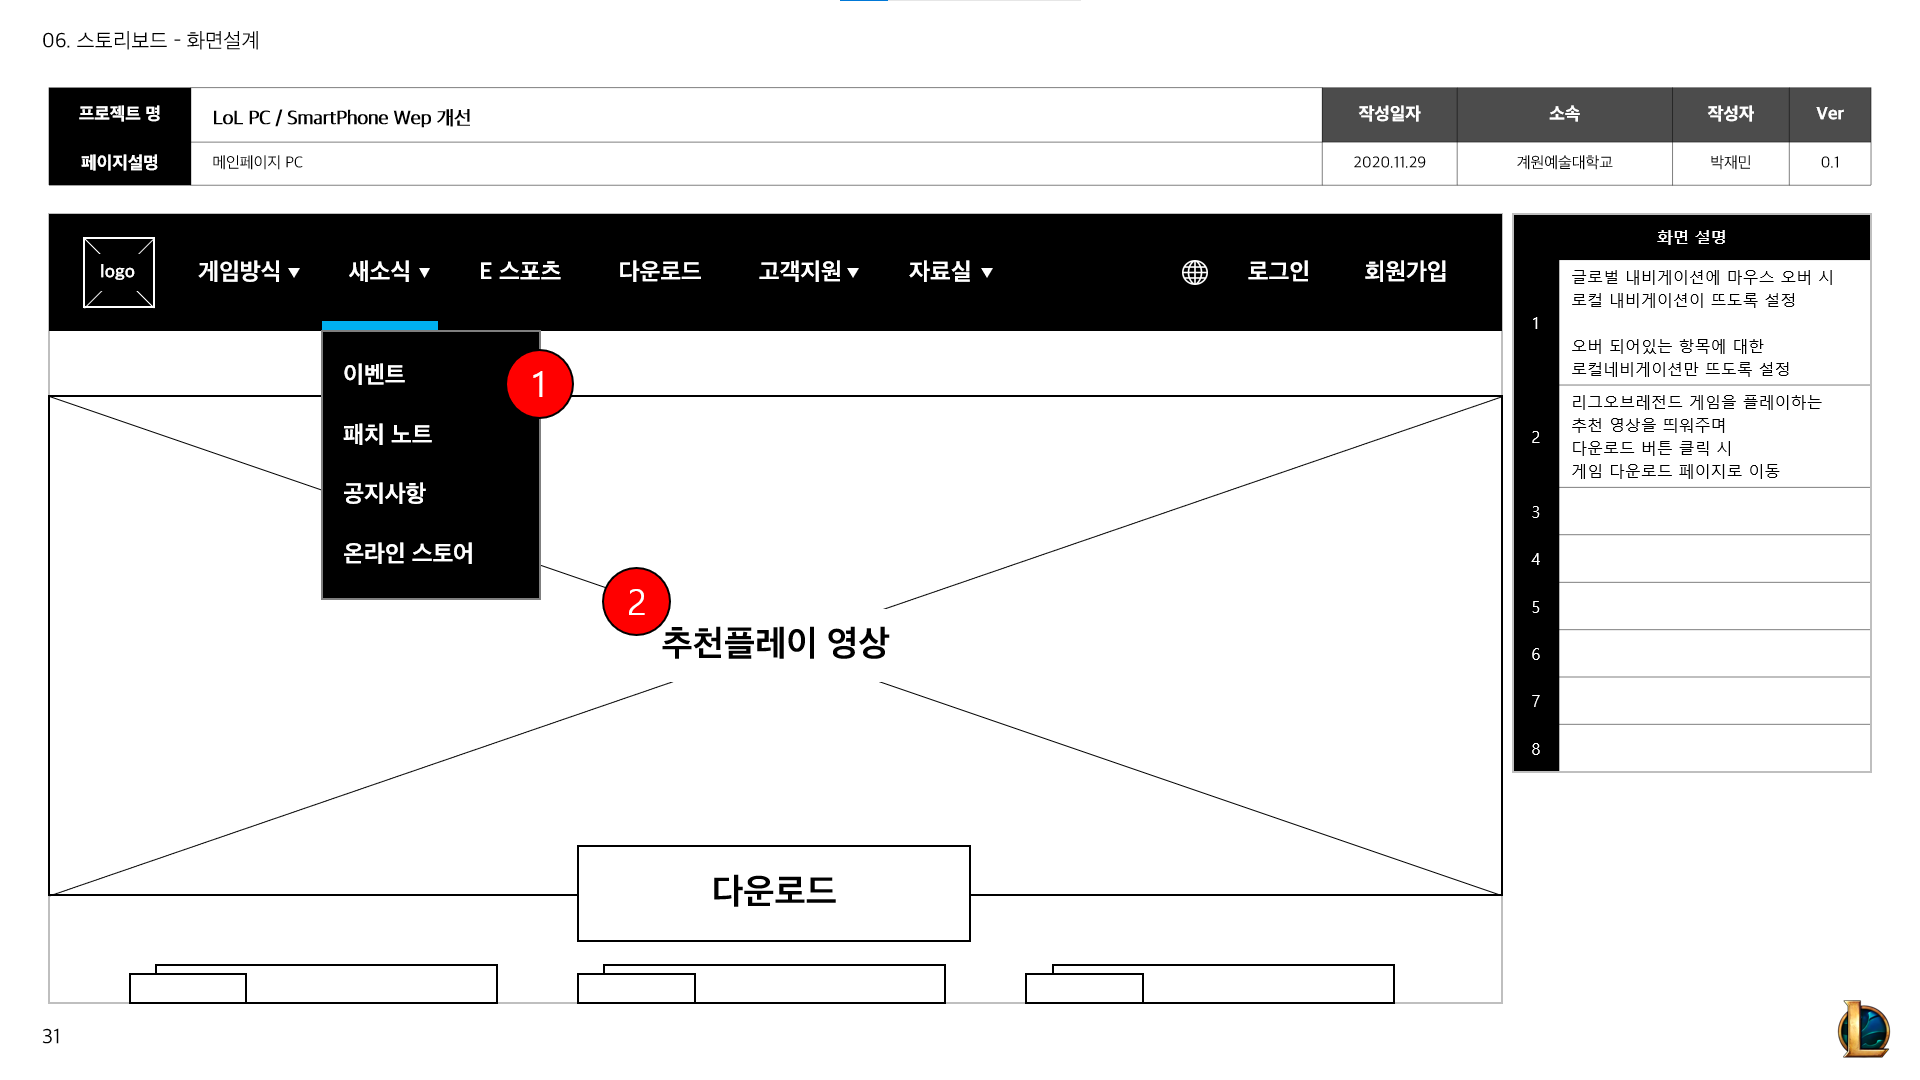 06. 스토리보드 - 화면설계
프로젝트 명
LoL PC / SmartPhone Wep 개선
작성일자
소속
작성자
Ver
페이지설명
메인페이지 PC
2020.11.29
계원예술대학교
박재민
0.1
logo
게임방식 ▼
새소식 ▼
E 스포츠
다운로드
고객지원 ▼
자료실 ▼
로그인
회원가입
이벤트
패치 노트
공지사항
온라인 스토어
1
2
추천플레이 영상
다운로드
화면 설명
1
글로벌 내비게이션에 마우스 오버 시
로컬 내비게이션이 뜨도록 설정
오버 되어있는 항목에 대한
로컬네비게이션만 뜨도록 설정
2
리그오브레전드 게임을 플레이하는
추천 영상을 띄워주며
다운로드 버튼 클릭 시
게임 다운로드 페이지로 이동
3
4
5
6
7
8
31